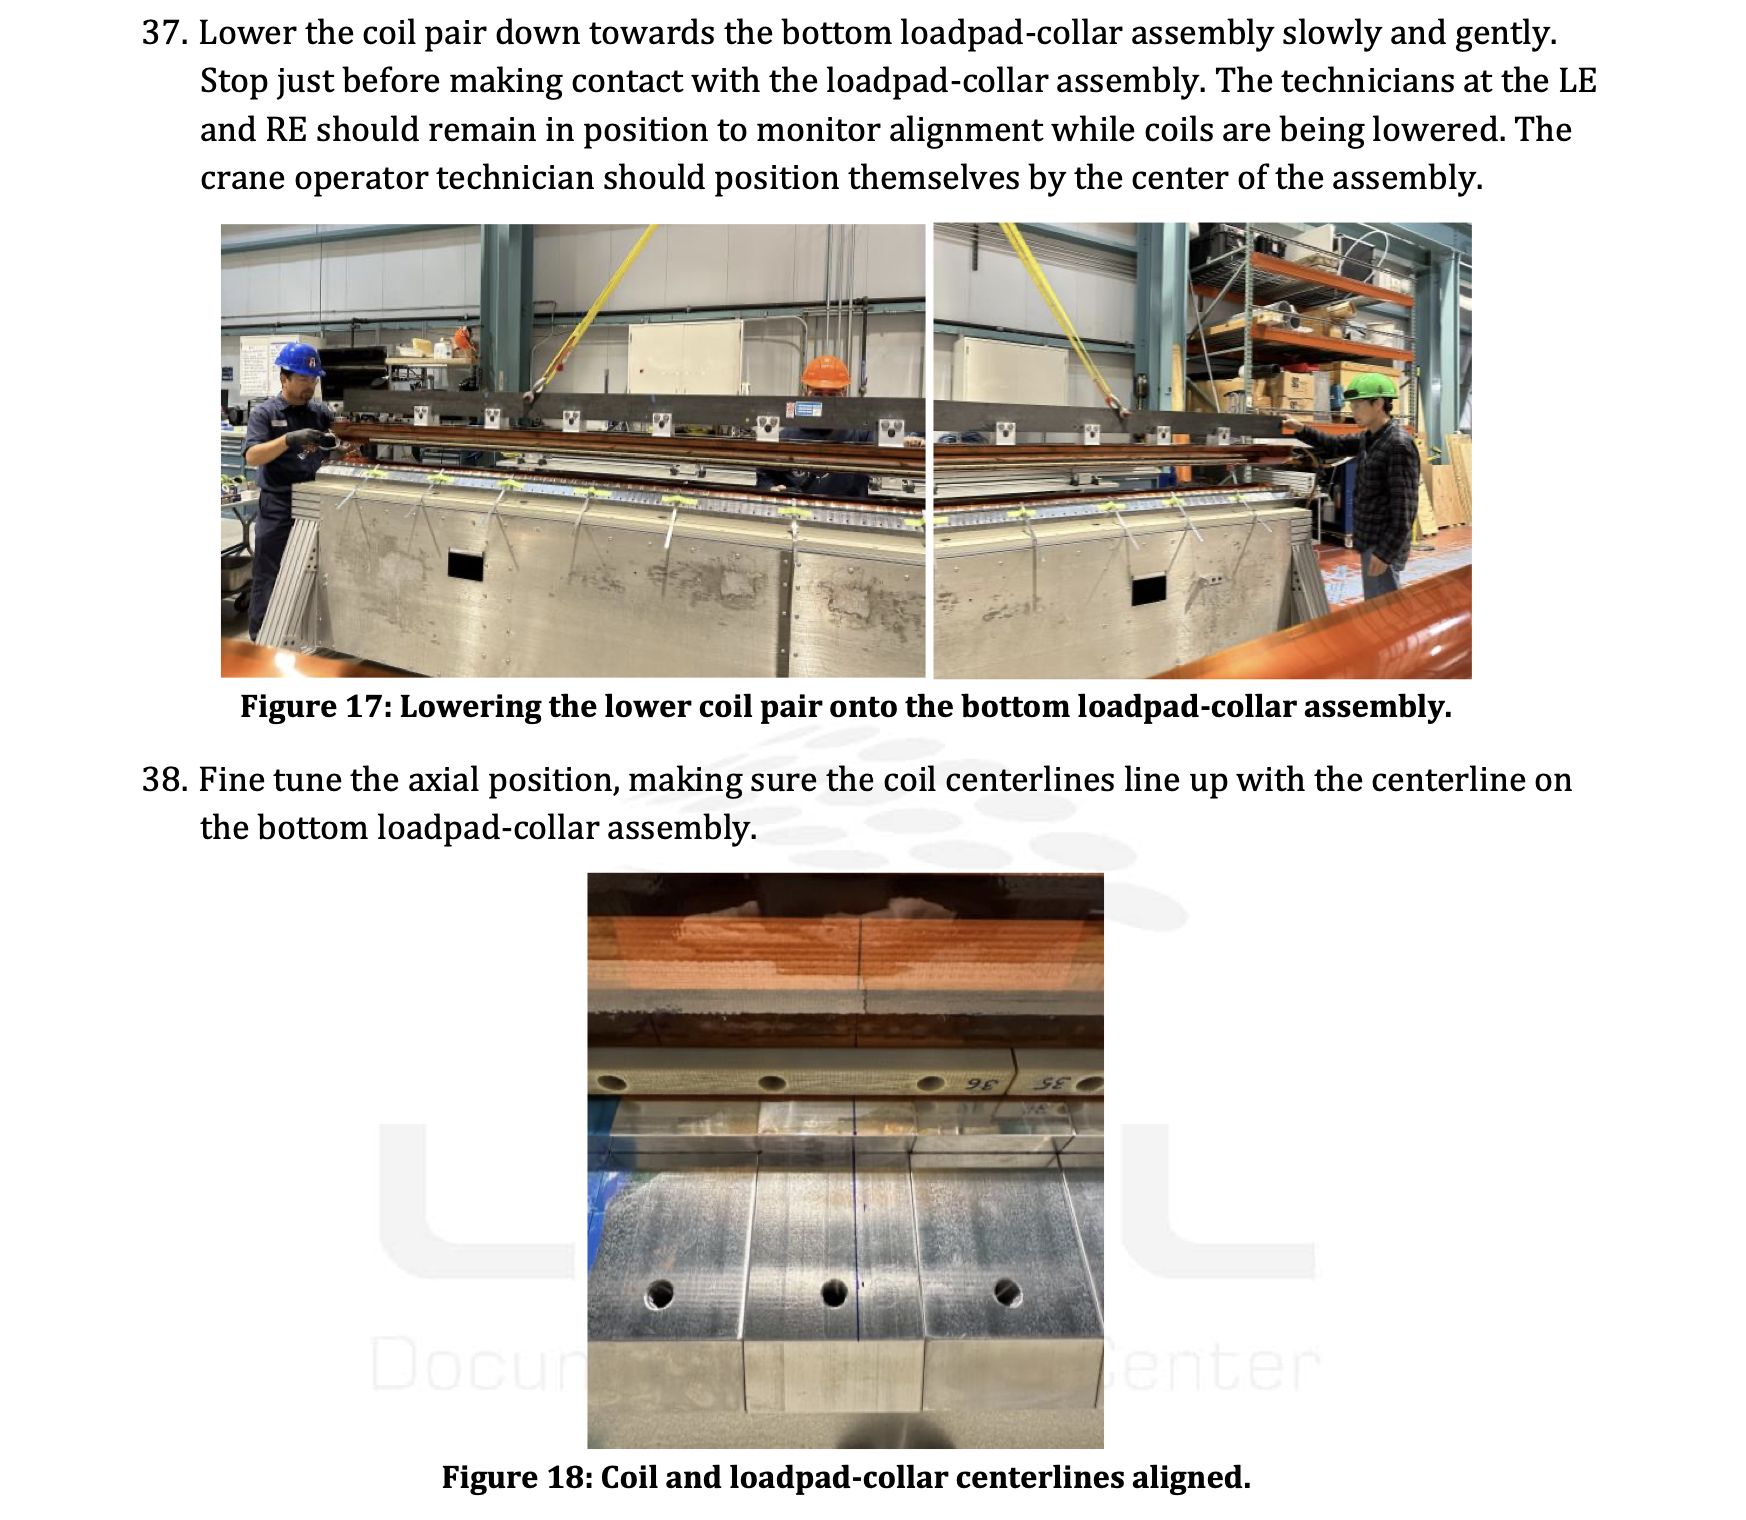 37. Lower the coil pair down towards the bottom loadpad-collar assembly slowly and gently.
Stop just before making contact with the loadpad-collar assembly. The technicians at the LE
and RE should remain in position to monitor alignment while coils are being lowered. The
crane operator technician should position themselves by the center of the assembly.
Figure 17: Lowering the lower coil pair onto the bottom loadpad-collar assembly.
38. Fine tune the axial position, making sure the coil centerlines line up with the centerline on
the bottom loadpad-collar assembly.
36 35
Figure 18: Coil and loadpad-collar centerlines aligned.